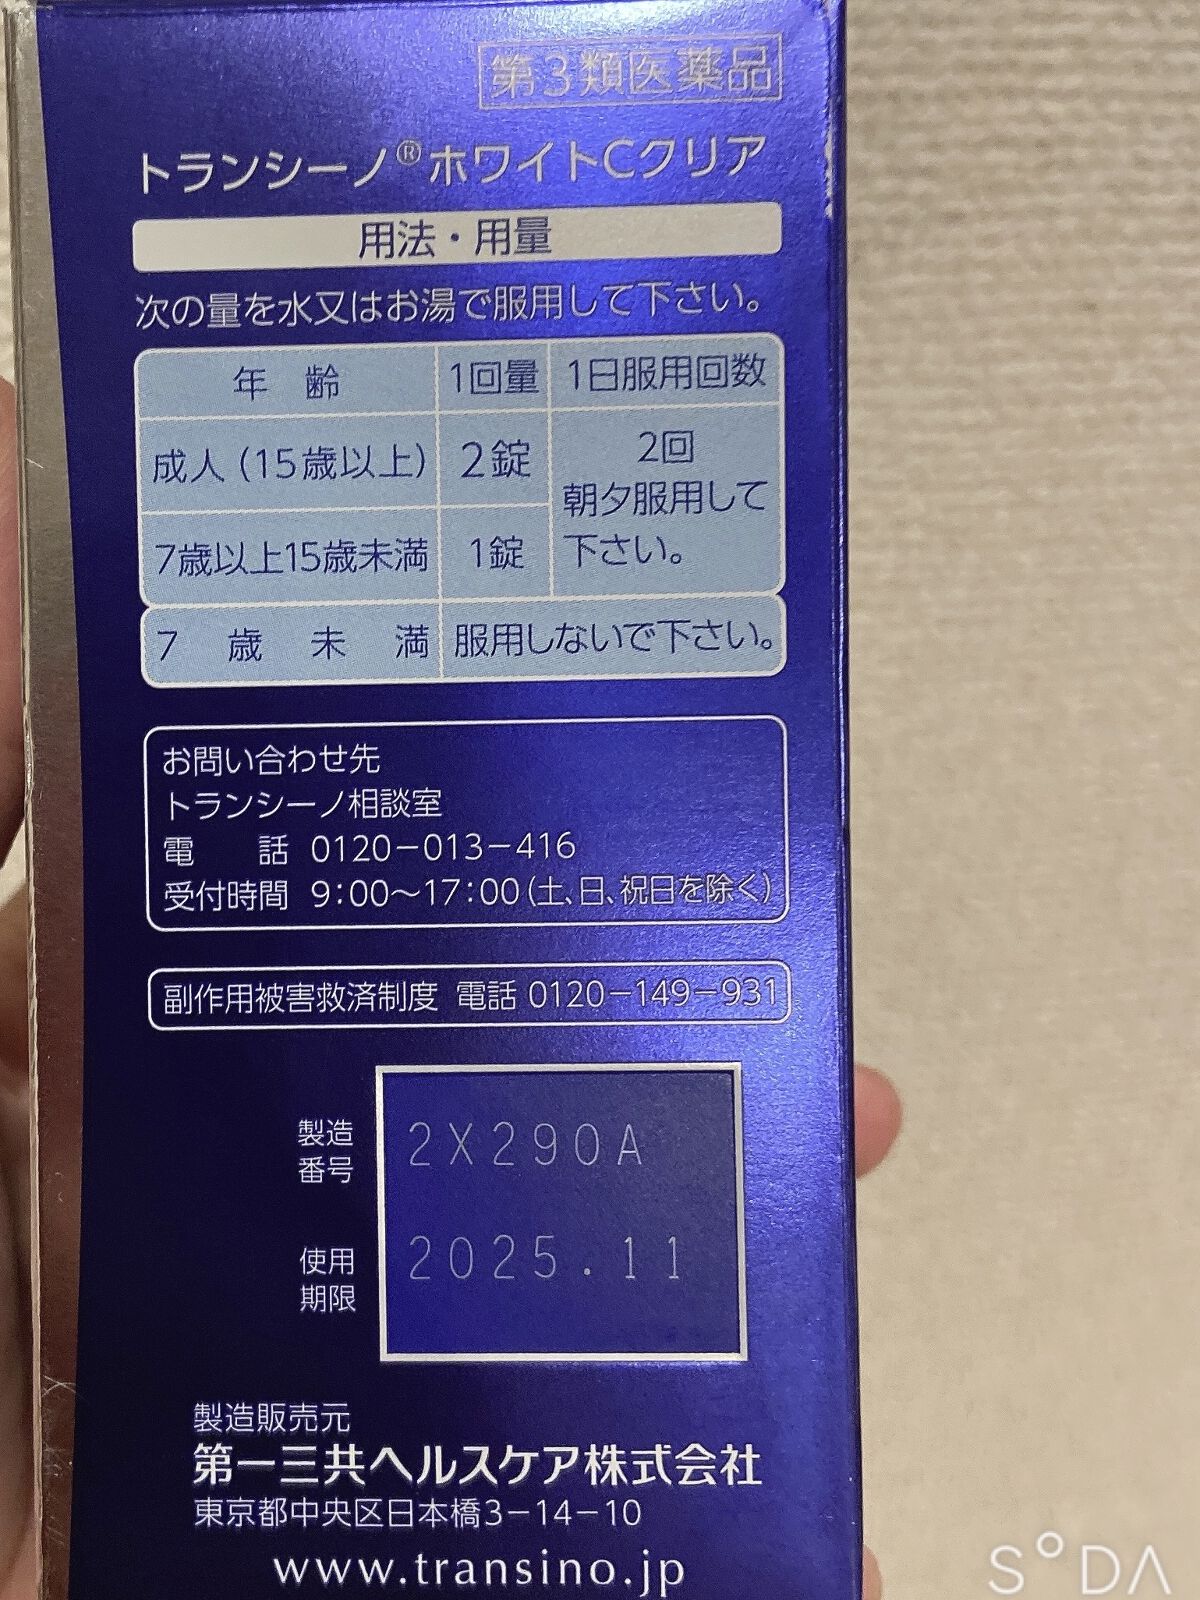 第3類医薬品
トランシーノ®ホワイトCクリア
用法・用量
次の量を水又はお湯で服用して下さい。
年　齢　1回量　1日服用回数
成人（15歳以上）　2錠　2回
朝夕服用して
下さい。
7歳以上15歳未満　1錠
7　歳　未　満　服用しないで下さい。
お問い合わせ先
トランシーノ相談室
電　話　0120－013－416
受付時間　9：00〜17：00（土、日、祝日を除く）
副作用被害救済制度　電話 0120－149－931
製造
番号　2X290A
使用
期限　2025.11
製造販売元
第一三共ヘルスケア株式会社
東京都中央区日本橋3－14－10
www.transino.jp
SODA